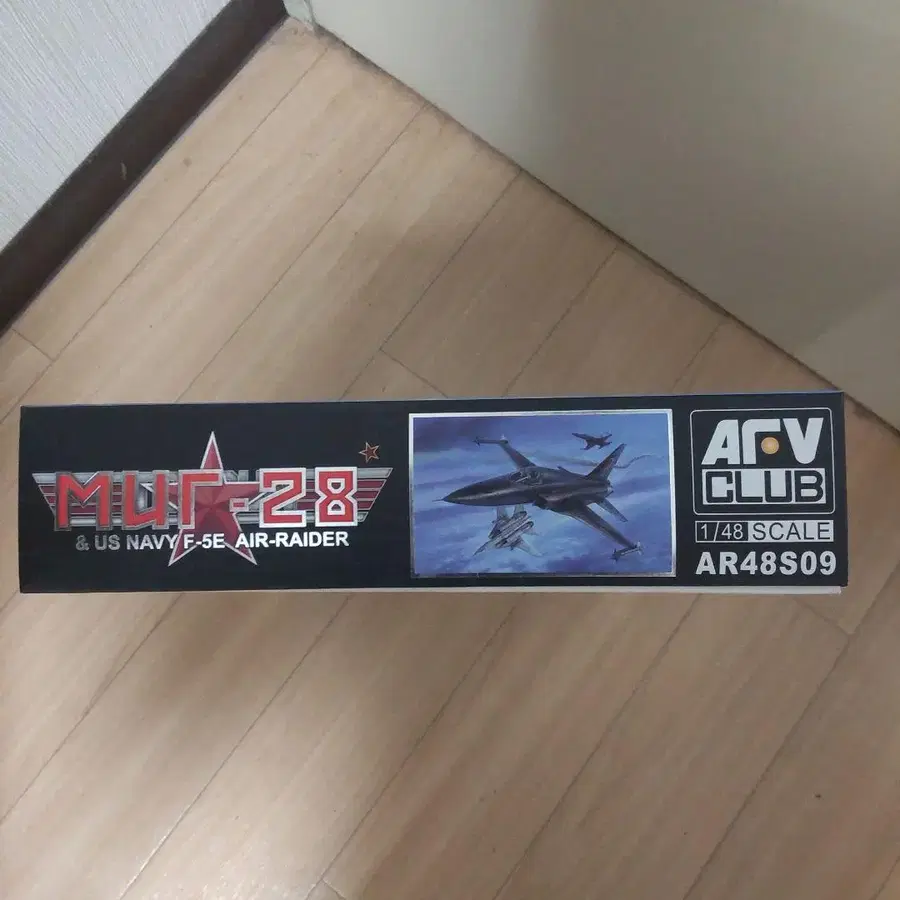 МиГ-28
& US NAVY F-5E AIR-RAIDER
AFV
CLUB
1/48 SCALE
AR48S09